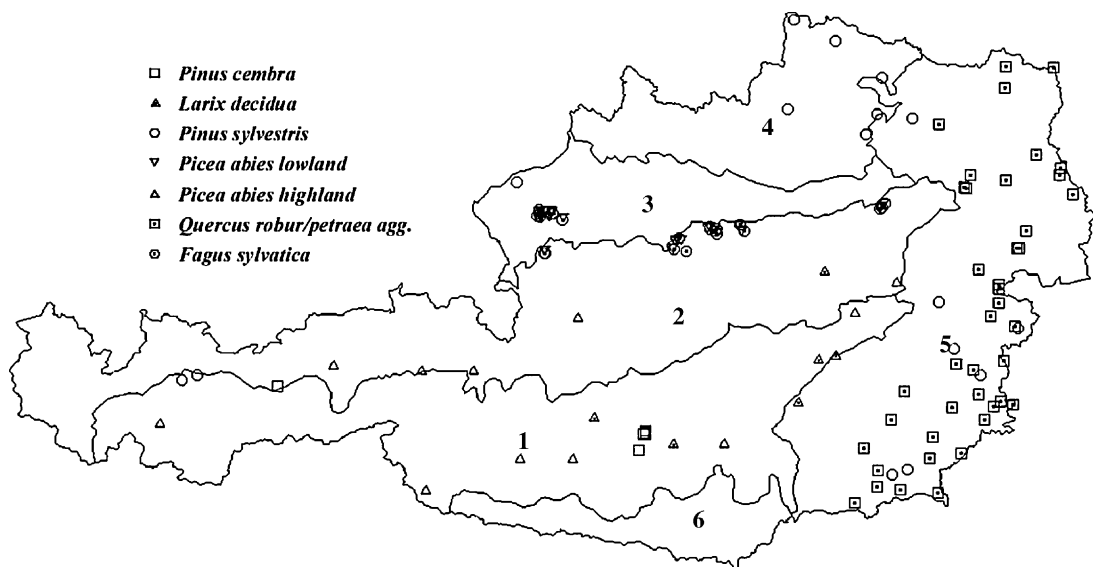 Pinus cembra
Larix decidua
Pinus sylvestris
Picea abies lowland
Picea abies highland
Quercus robur/petraea agg.
Fagus sylvatica
4
3
2
5
1
6